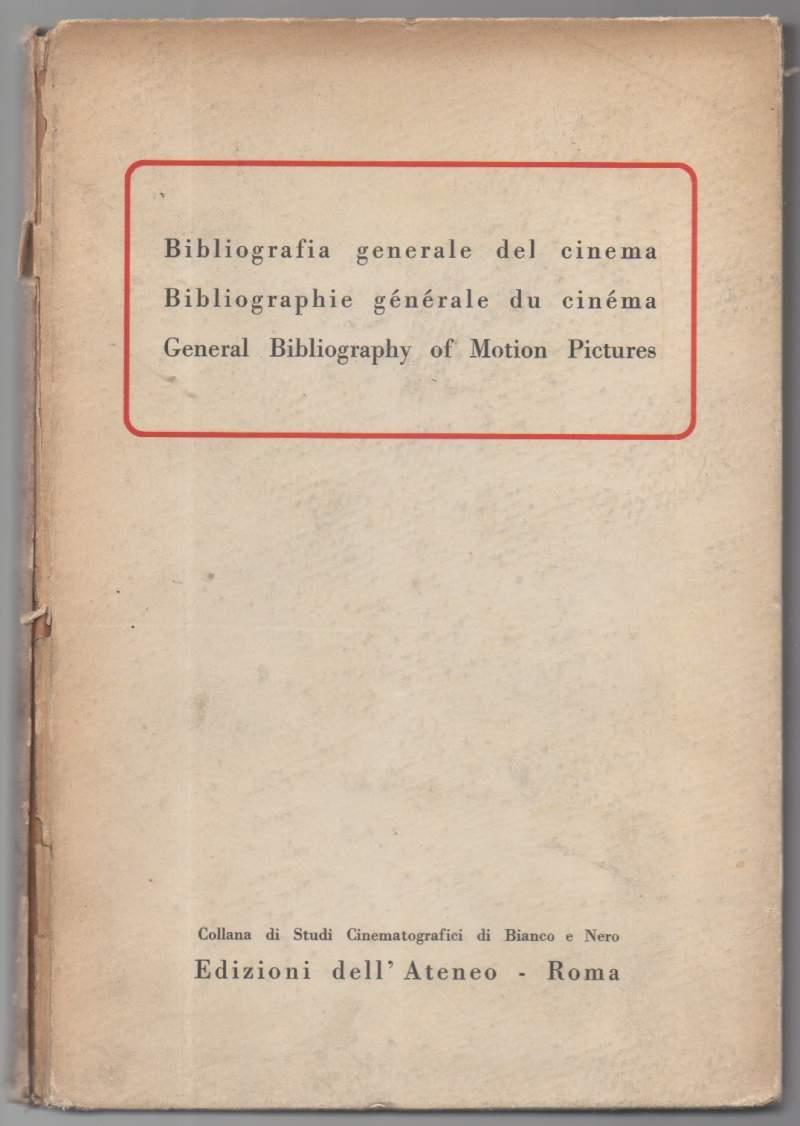 Bibliografia generale del cinema
Bibliographie générale du cinéma
General Bibliography of Motion Pictures
Collana di Studi Cinematografici di Bianco e Nero
Edizioni dell' Ateneo - Roma